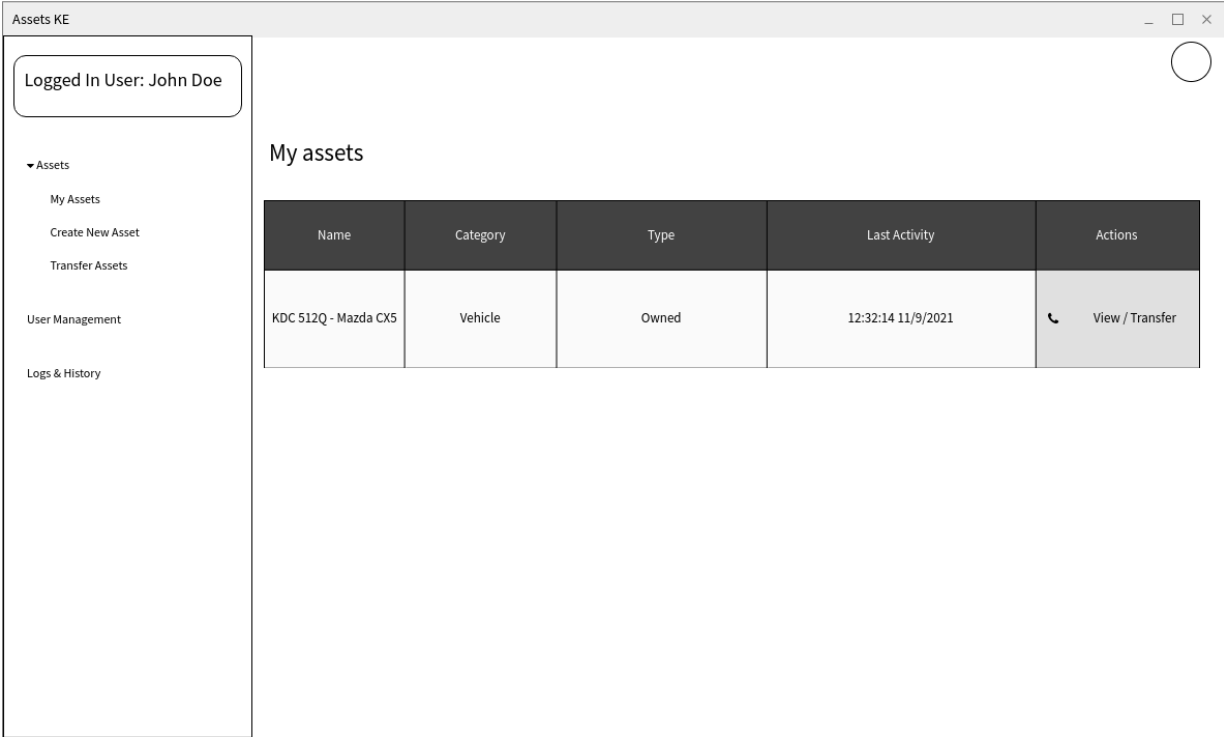 Assets KE
Logged In User: John Doe
Assets
My Assets
Create New Asset
Transfer Assets
User Management
Logs & History
My assets
Name Category Type Last Activity Actions
KDC 512Q - Mazda CX5 Vehicle Owned 12:32:14 11/9/2021 View / Transfer